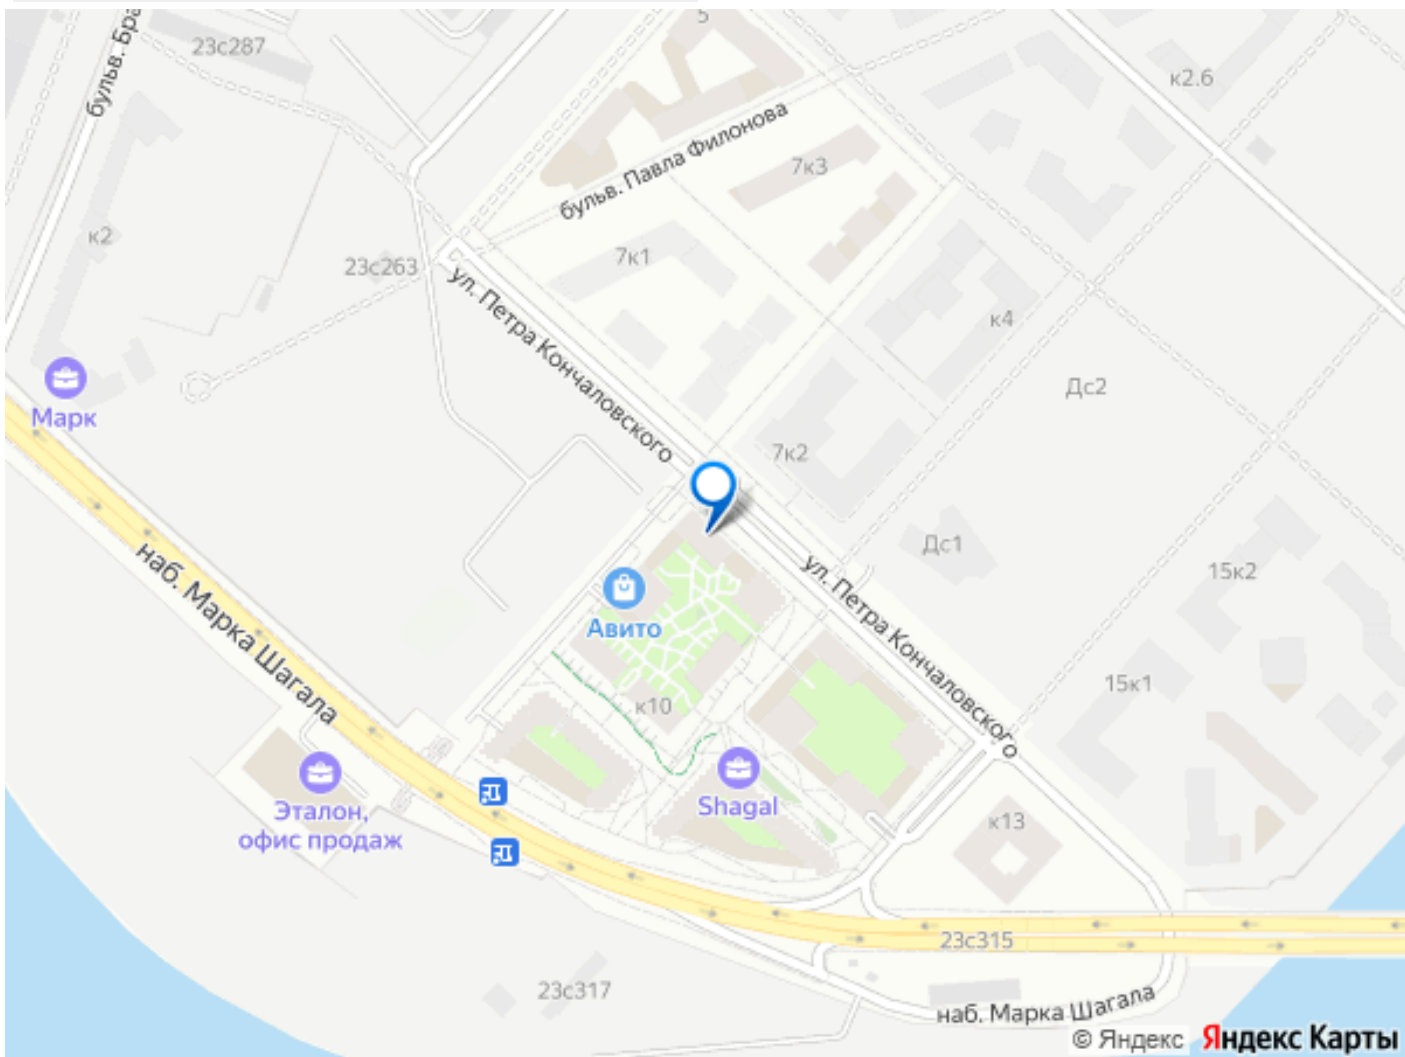 5
23с287
бульв. Бра
к2.6
бульв. Павла Филонова
7к3
к2
23с263
7к1
ул. Петра Кончаловского
к4
Марк
Дс2
7к2
Дс1
наб. Марка Шагала
Авито
ул. Петра Кончаловского
15к2
15к1
к10
Shagal
Эталон,
офис продаж
к13
23с315
23с317
наб. Марка Шагала
© Яндекс Яндекс Карты